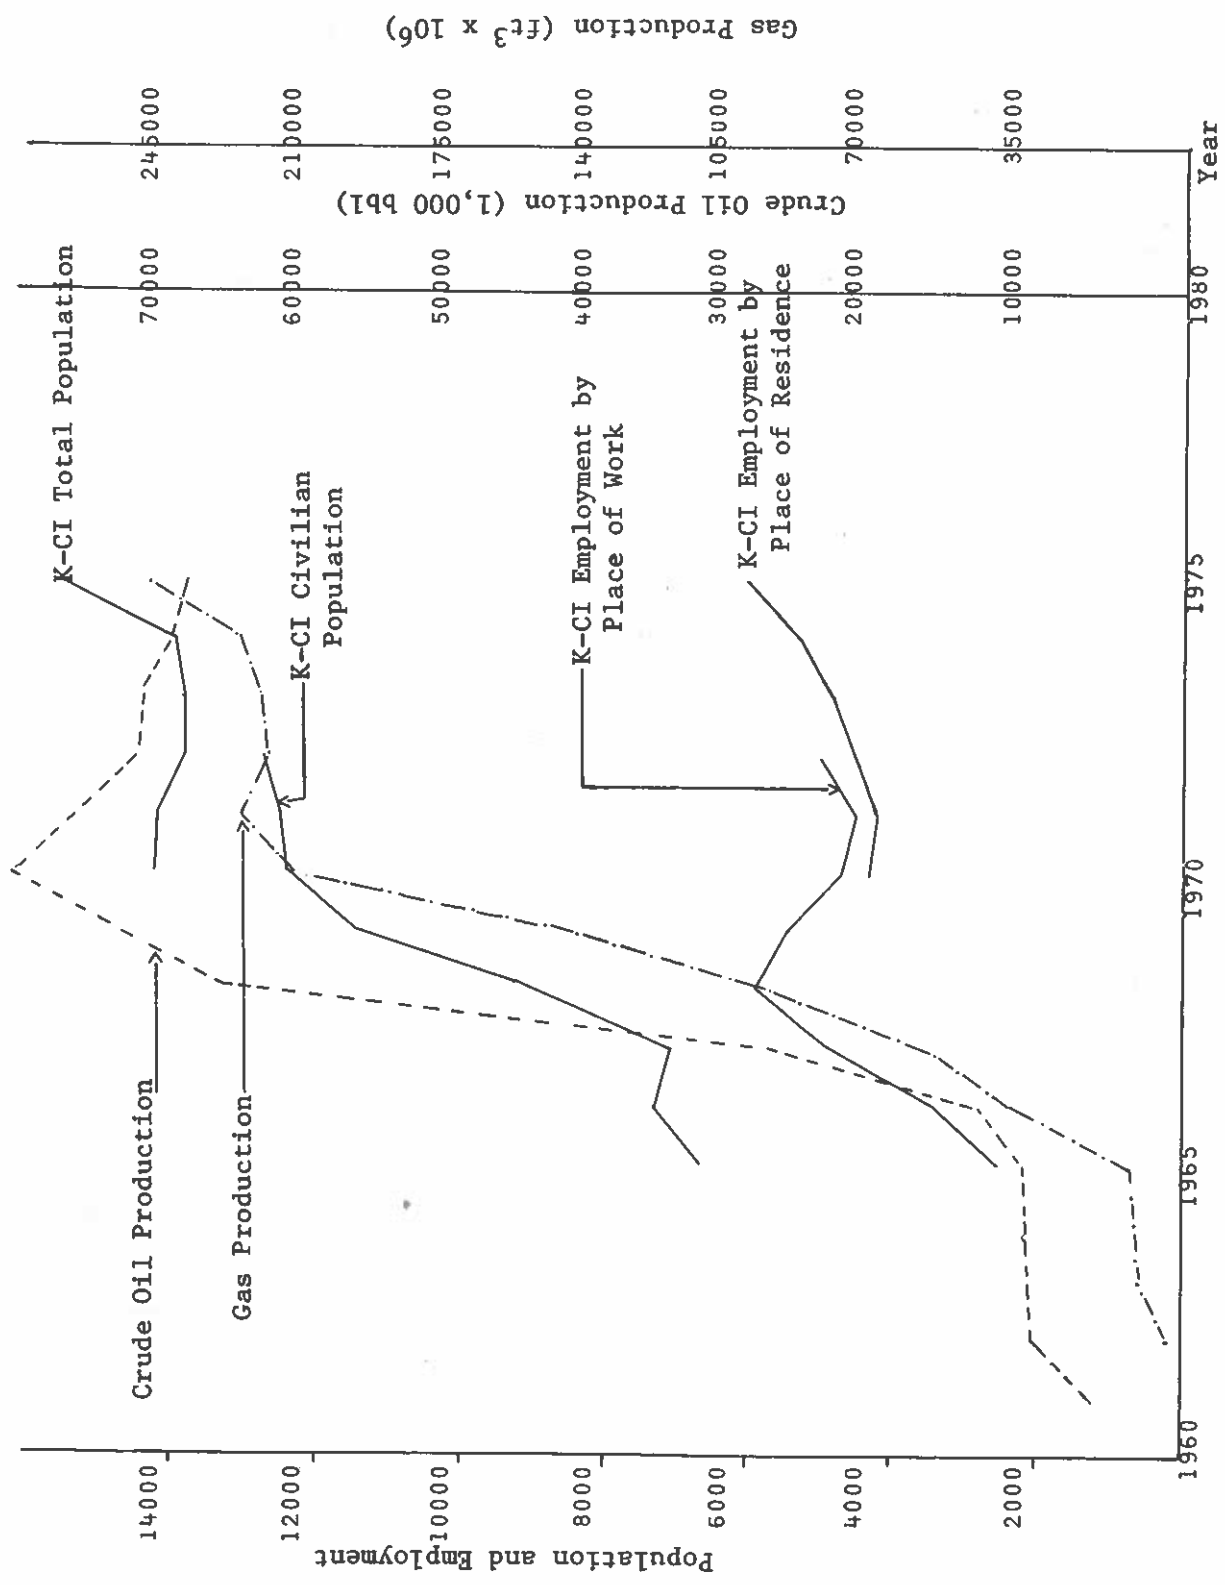 Population and Employment
14000
12000
10000
8000
6000
4000
2000
1960
1965
1970
1975
1980
Year
Crude Oil Production
Gas Production
K-CI Total Population
K-CI Civilian
Population
K-CI Employment by
Place of Work
K-CI Employment by
Place of Residence
70000
60000
50000
40000
30000
20000
10000
Crude Oil Production (1,000 bbl)
245000
210000
175000
140000
105000
70000
35000
Gas Production (ft³ x 10⁶)